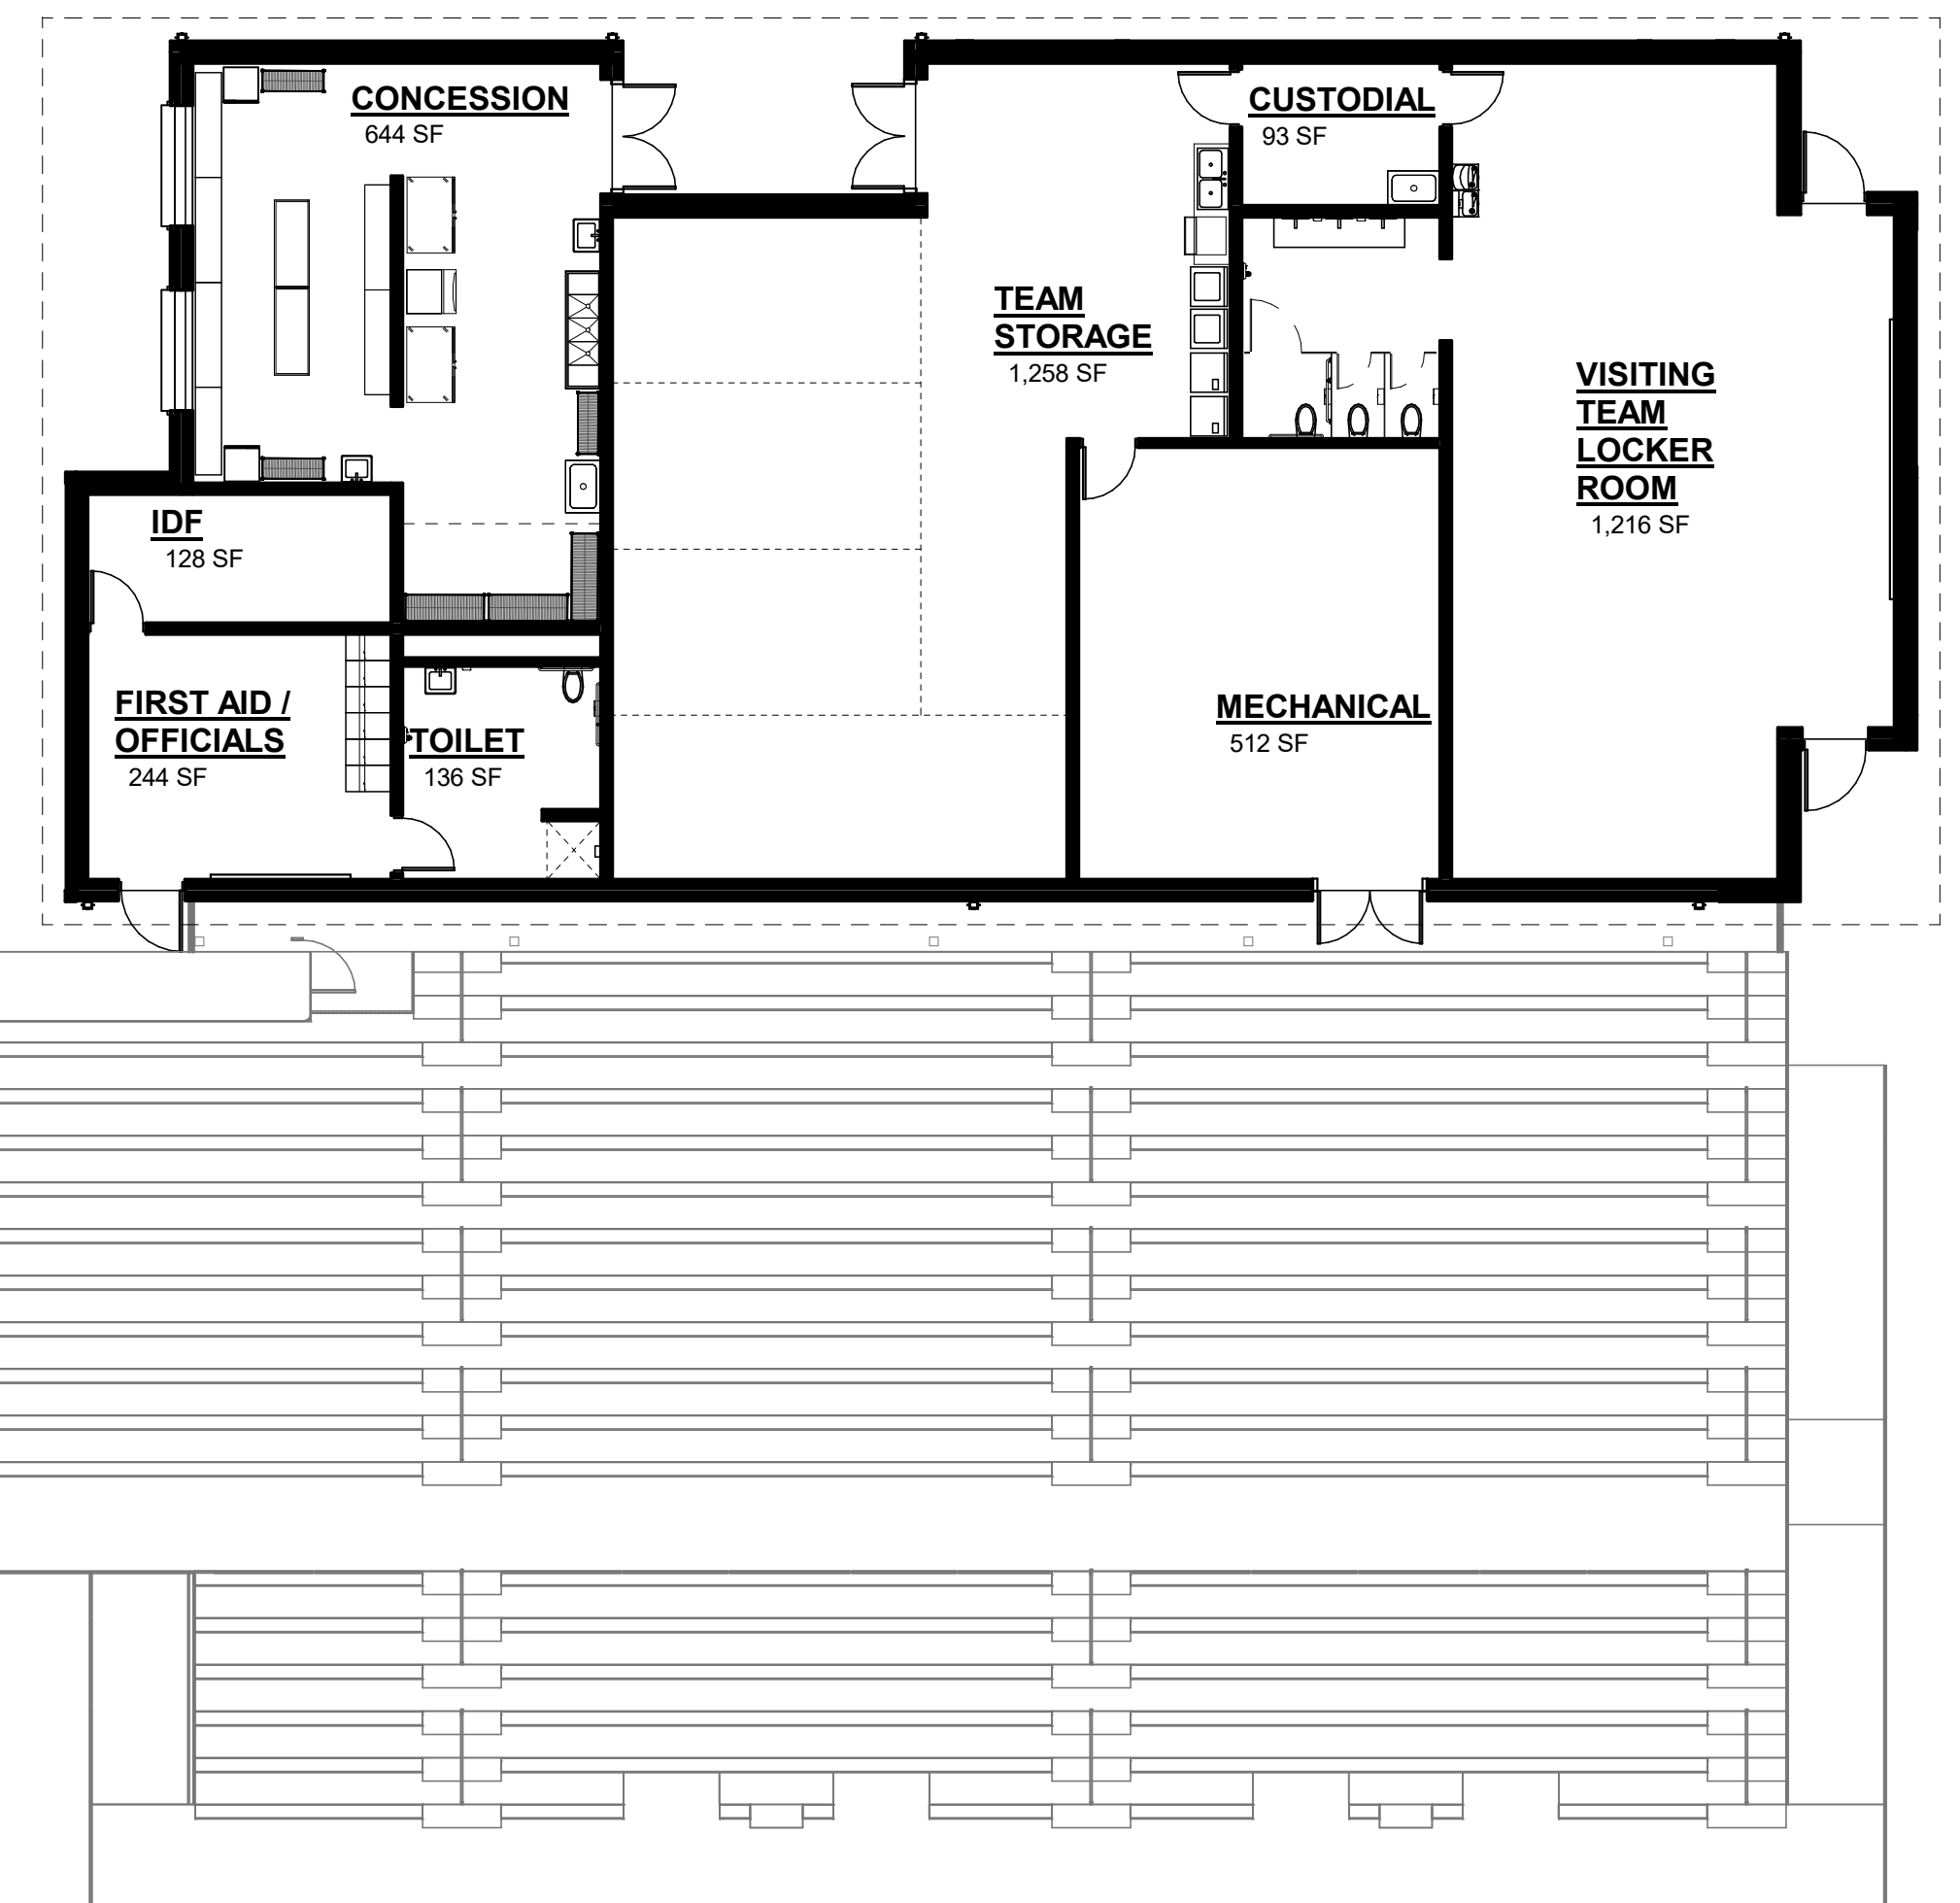 CONCESSION
644 SF
CUSTODIAL
93 SF
TEAM
STORAGE
1,258 SF
VISITING
TEAM
LOCKER
ROOM
1,216 SF
IDF
128 SF
FIRST AID /
OFFICIALS
244 SF
TOILET
136 SF
MECHANICAL
512 SF